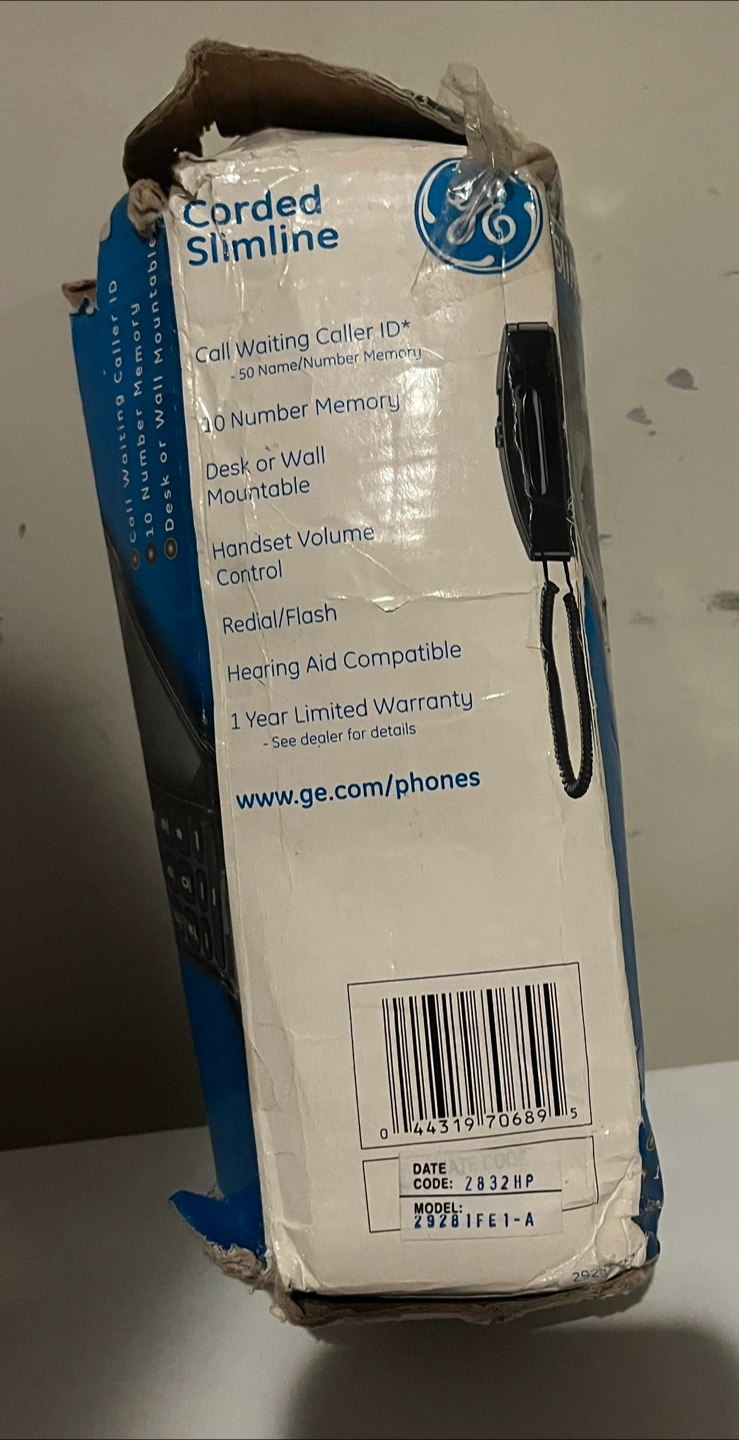 Corded
Slimline
GE
Call Waiting Caller ID*
- 50 Name/Number Memory
10 Number Memory
Desk or Wall
Mountable
Handset Volume
Control
Redial/Flash
Hearing Aid Compatible
1 Year Limited Warranty
- See dealer for details
www.ge.com/phones
0 44319 70689 5
DATE
CODE: 2832HP
MODEL:
29281FE1-A
Call Waiting Caller ID
10 Number Memory
Desk or Wall Mountable